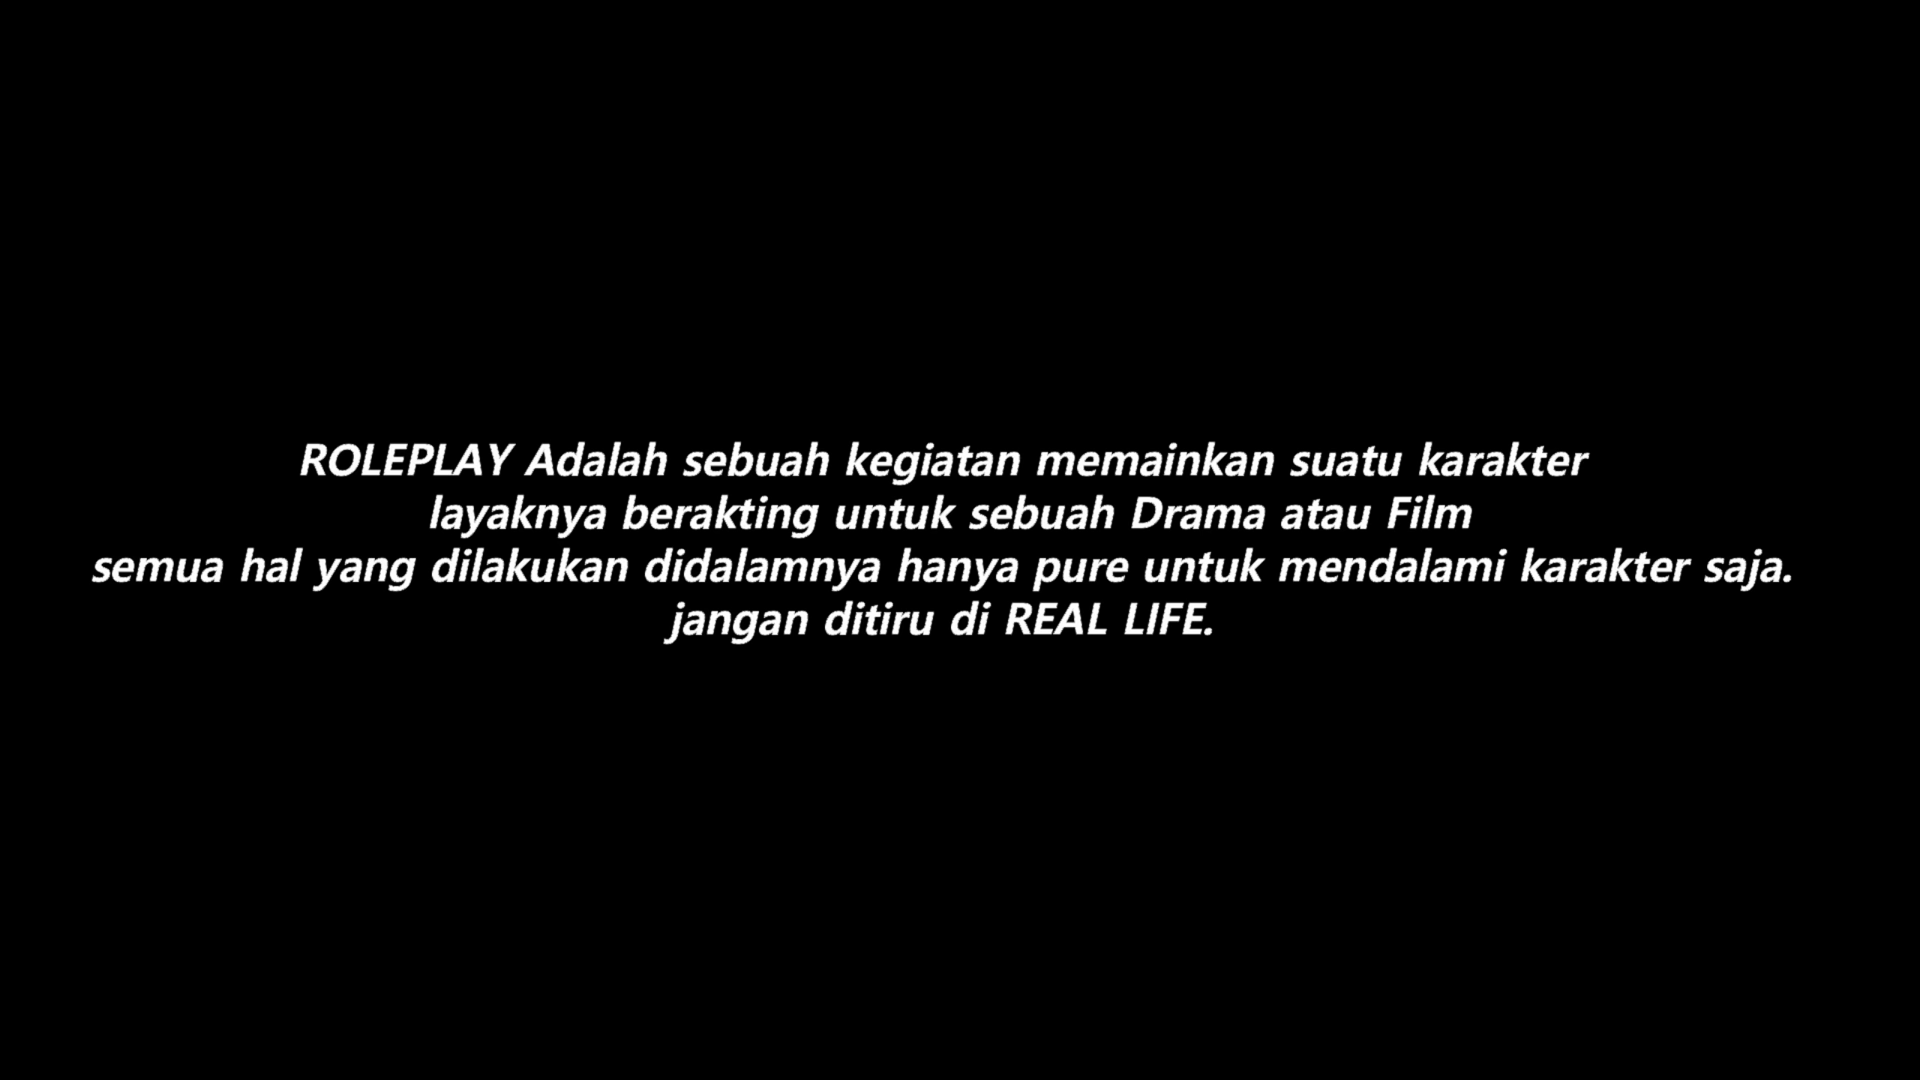 ROLEPLAY Adalah sebuah kegiatan memainkan suatu karakter
layaknya berakting untuk sebuah Drama atau Film
semua hal yang dilakukan didalamnya hanya pure untuk mendalami karakter saja.
jangan ditiru di REAL LIFE.